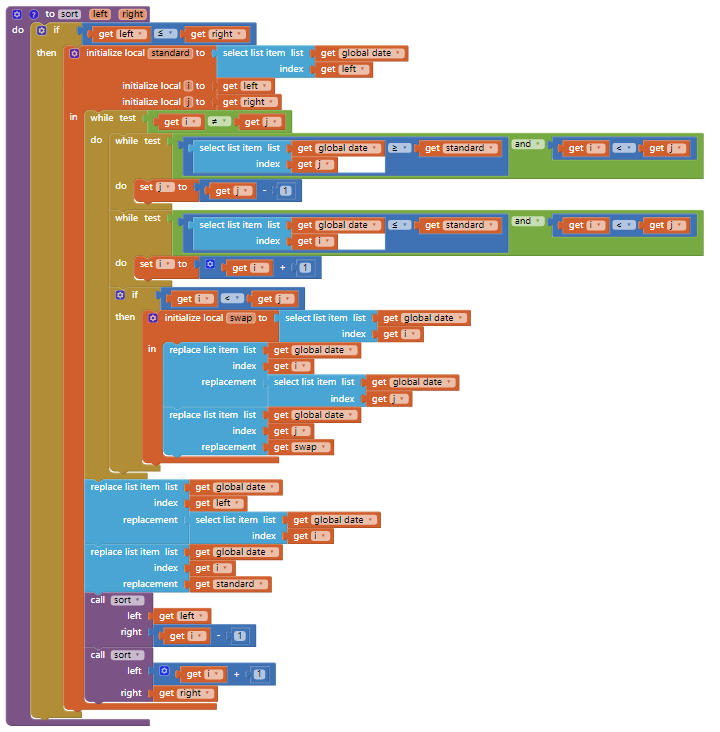 to sort left right
do if get left ≤ get right
then initialize local standard to select list item list get global date
index get left
initialize local i to get left
initialize local j to get right
in while test get i ≠ get j
do while test select list item list get global date ≥ get standard and get i < get j
index get j
do set j to get j - 1
while test select list item list get global date ≤ get standard and get i < get j
index get i
do set i to get i + 1
if get i < get j
then initialize local swap to select list item list get global date
index get i
in replace list item list get global date
index get i
replacement select list item list get global date
index get j
replace list item list get global date
index get j
replacement get swap
replace list item list get global date
index get left
replacement select list item list get global date
index get i
replace list item list get global date
index get i
replacement get standard
call sort
left get left
right get i - 1
call sort
left get i + 1
right get right